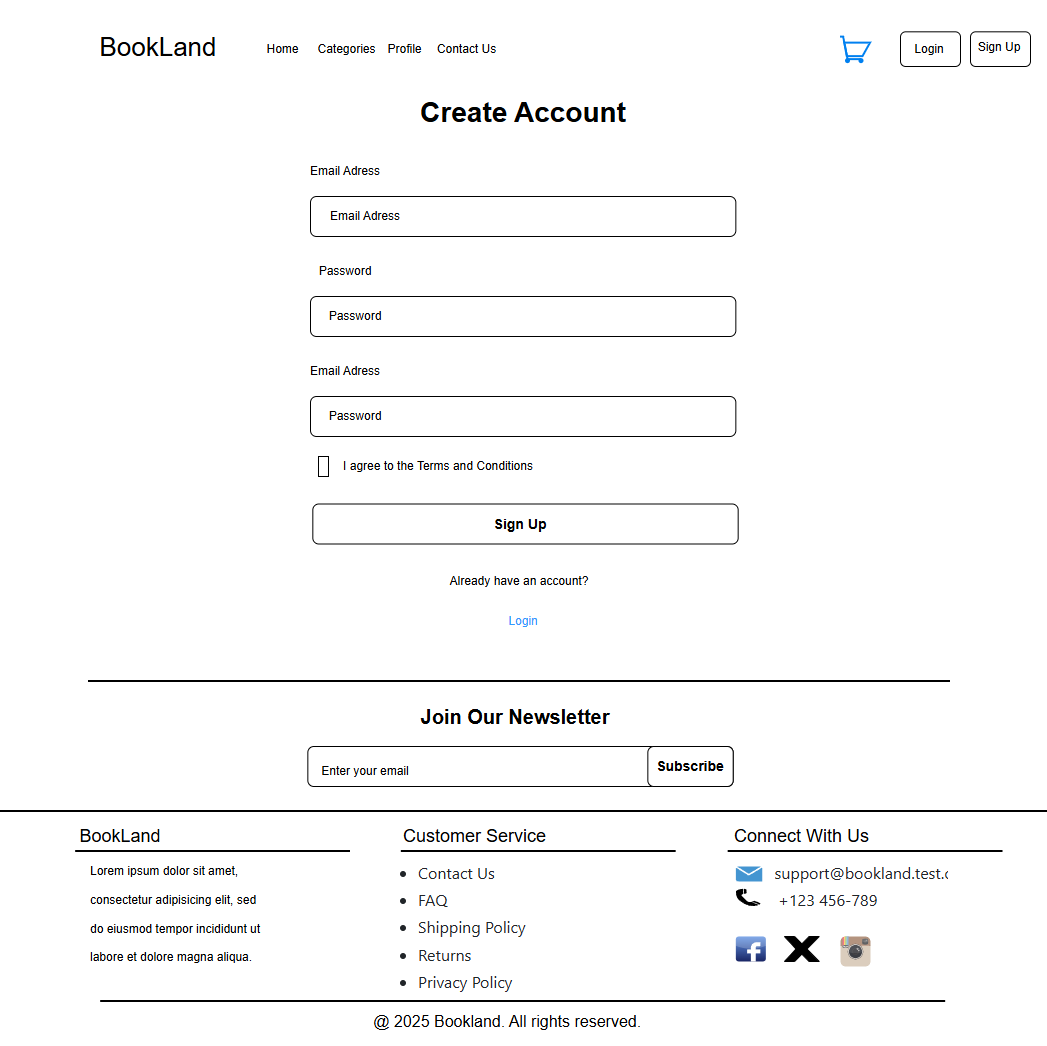 BookLand
Home Categories Profile Contact Us
Login
Sign Up
Create Account
Email Adress
Email Adress
Password
Password
Email Adress
Password
I agree to the Terms and Conditions
Sign Up
Already have an account?
Login
Join Our Newsletter
Enter your email
Subscribe
BookLand
Lorem ipsum dolor sit amet,
consectetur adipisicing elit, sed
do eiusmod tempor incididunt ut
labore et dolore magna aliqua.
Customer Service
Contact Us
FAQ
Shipping Policy
Returns
Privacy Policy
Connect With Us
support@bookland.test.c
+123 456-789
@ 2025 Bookland. All rights reserved.